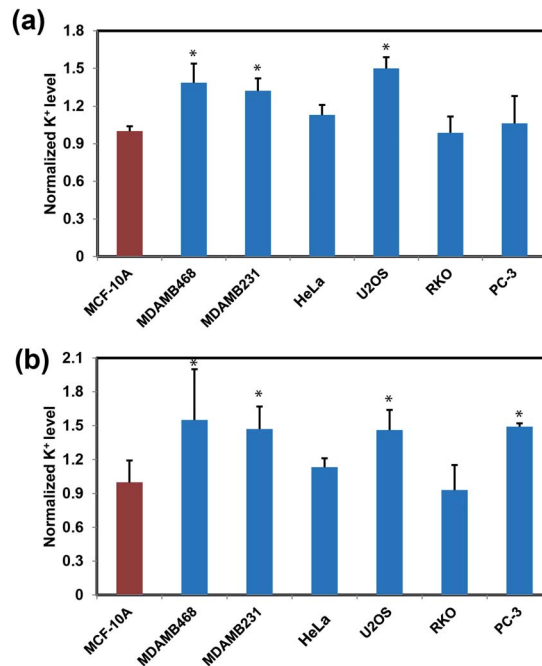 (a)
Normalized K⁺ level
1.8
1.5
1.2
0.9
0.6
0.3
0
*
*
*
MCF-10A
MDAMB468
MDAMB231
HeLa
U2OS
RKO
PC-3
(b)
Normalized K⁺ level
2.1
1.8
1.5
1.2
0.9
0.6
0.3
0
*
*
*
*
MCF-10A
MDAMB468
MDAMB231
HeLa
U2OS
RKO
PC-3